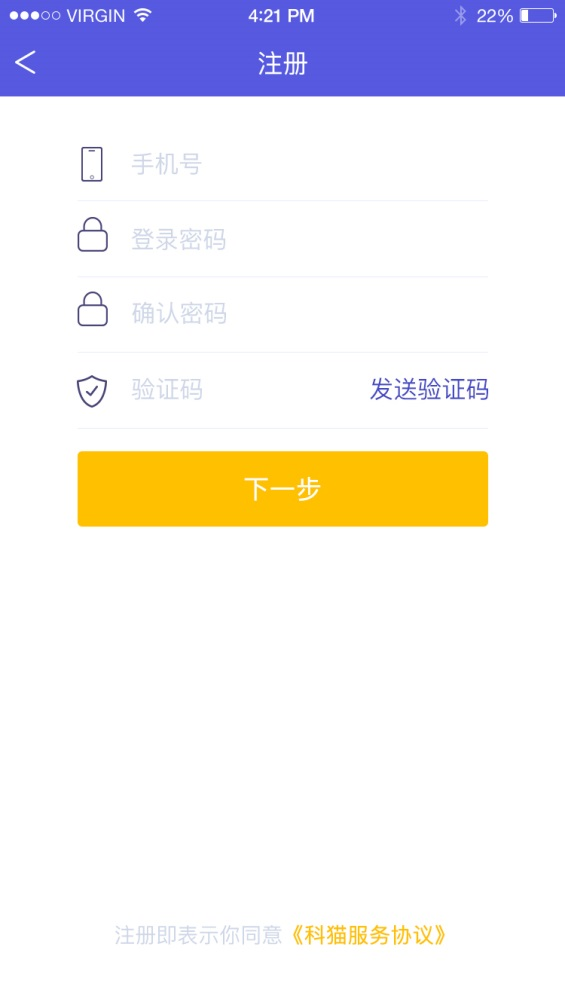 VIRGIN 4:21 PM 22%
注册
手机号
登录密码
确认密码
验证码 发送验证码
下一步
注册即表示你同意《科猫服务协议》